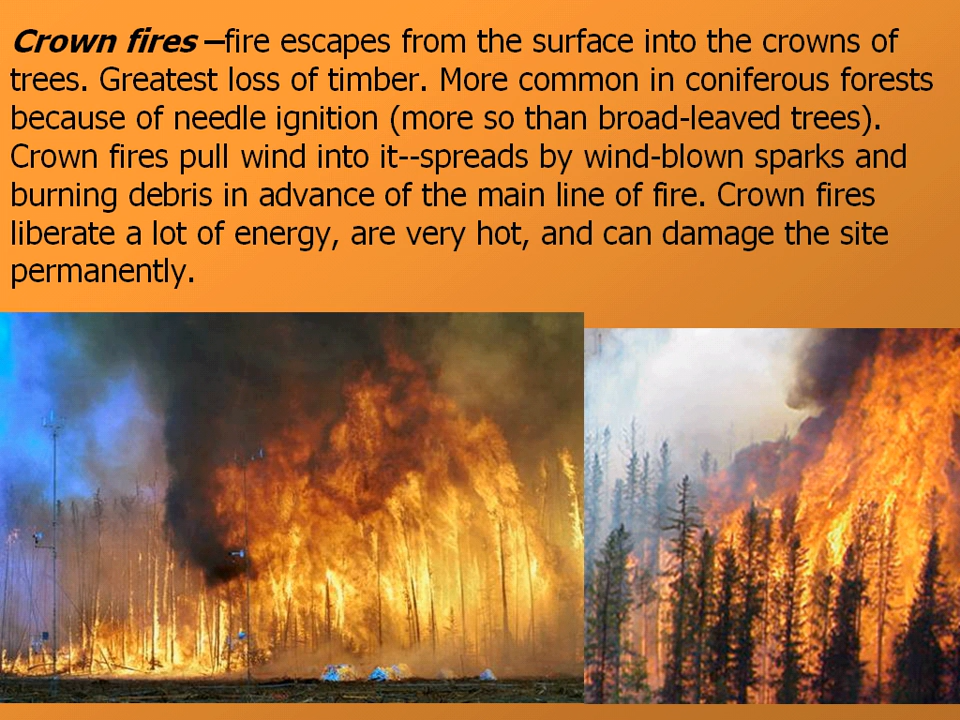 Crown fires –fire escapes from the surface into the crowns of
trees. Greatest loss of timber. More common in coniferous forests
because of needle ignition (more so than broad-leaved trees).
Crown fires pull wind into it--spreads by wind-blown sparks and
burning debris in advance of the main line of fire. Crown fires
liberate a lot of energy, are very hot, and can damage the site
permanently.